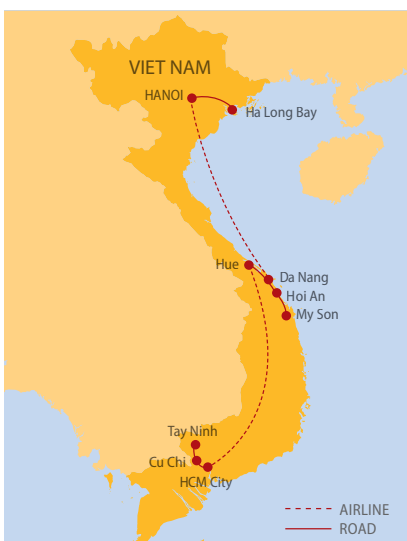 VIET NAM
HANOI
Ha Long Bay
Hue
Da Nang
Hoi An
My Son
Tay Ninh
Cu Chi
HCM City
AIRLINE
ROAD